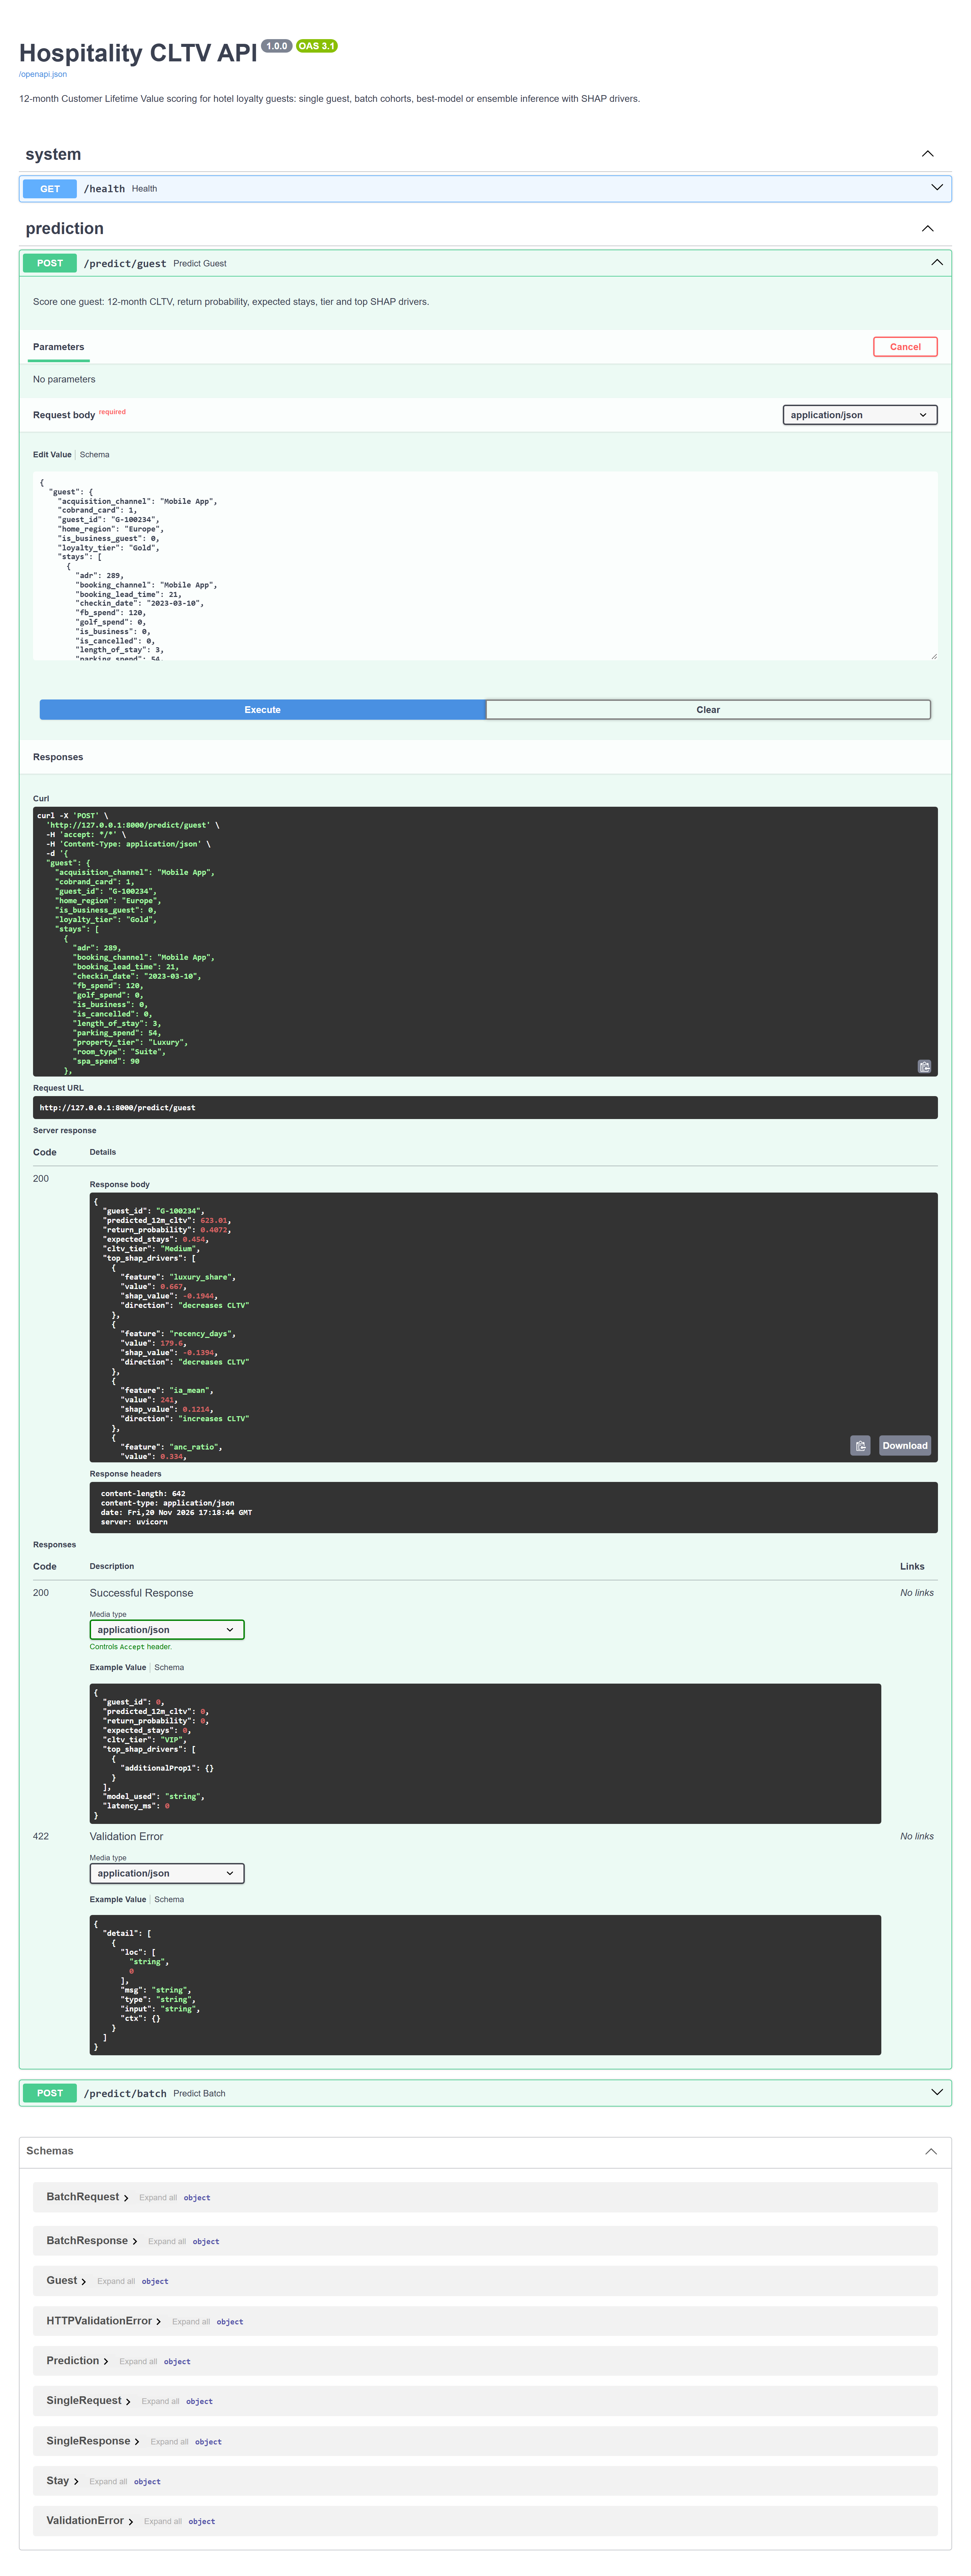 Hospitality CLTV API 1.0.0 OAS 3.1
/openapi.json
12-month Customer Lifetime Value scoring for hotel loyalty guests: single guest, batch cohorts, best-model or ensemble inference with SHAP drivers.
system
GET /health Health
prediction
POST /predict/guest Predict Guest
Score one guest: 12-month CLTV, return probability, expected stays, tier and top SHAP drivers.
Parameters Cancel
No parameters
Request body required application/json
Edit Value Schema
{
"guest": {
"acquisition_channel": "Mobile App",
"cobrand_card": 1,
"guest_id": "G-100234",
"home_region": "Europe",
"is_business_guest": 0,
"loyalty_tier": "Gold",
"stays": [
{
"adr": 289,
"booking_channel": "Mobile App",
"booking_lead_time": 21,
"checkin_date": "2023-03-10",
"fb_spend": 120,
"golf_spend": 0,
"is_business": 0,
"is_cancelled": 0,
"length_of_stay": 3,
"parking_spend": 54,
Execute Clear
Responses
Curl
curl -X 'POST' \
'http://127.0.0.1:8000/predict/guest' \
-H 'accept: */*' \
-H 'Content-Type: application/json' \
-d '{
"guest": {
"acquisition_channel": "Mobile App",
"cobrand_card": 1,
"guest_id": "G-100234",
"home_region": "Europe",
"is_business_guest": 0,
"loyalty_tier": "Gold",
"stays": [
{
"adr": 289,
"booking_channel": "Mobile App",
"booking_lead_time": 21,
"checkin_date": "2023-03-10",
"fb_spend": 120,
"golf_spend": 0,
"is_business": 0,
"is_cancelled": 0,
"length_of_stay": 3,
"parking_spend": 54,
"property_tier": "Luxury",
"room_type": "Suite",
"spa_spend": 90
},
Request URL
http://127.0.0.1:8000/predict/guest
Server response
Code Details
200
Response body
{
"guest_id": "G-100234",
"predicted_12m_cltv": 623.01,
"return_probability": 0.4072,
"expected_stays": 0.454,
"cltv_tier": "Medium",
"top_shap_drivers": [
{
"feature": "luxury_share",
"value": 0.667,
"shap_value": -0.1944,
"direction": "decreases CLTV"
},
{
"feature": "recency_days",
"value": 179.6,
"shap_value": -0.1394,
"direction": "decreases CLTV"
},
{
"feature": "ia_mean",
"value": 241,
"shap_value": 0.1214,
"direction": "increases CLTV"
},
{
"feature": "anc_ratio",
"value": 0.334,
Download
Response headers
content-length: 642
content-type: application/json
date: Fri,20 Nov 2026 17:18:44 GMT
server: uvicorn
Responses
Code Description Links
200 Successful Response No links
Media type
application/json
Controls Accept header.
Example Value Schema
{
"guest_id": 0,
"predicted_12m_cltv": 0,
"return_probability": 0,
"expected_stays": 0,
"cltv_tier": "VIP",
"top_shap_drivers": [
{
"additionalProp1": {}
}
],
"model_used": "string",
"latency_ms": 0
}
422 Validation Error No links
Media type
application/json
Example Value Schema
{
"detail": [
{
"loc": [
"string",
0
],
"msg": "string",
"type": "string",
"input": "string",
"ctx": {}
}
]
}
POST /predict/batch Predict Batch
Schemas
BatchRequest Expand all object
BatchResponse Expand all object
Guest Expand all object
HTTPValidationError Expand all object
Prediction Expand all object
SingleRequest Expand all object
SingleResponse Expand all object
Stay Expand all object
ValidationError Expand all object